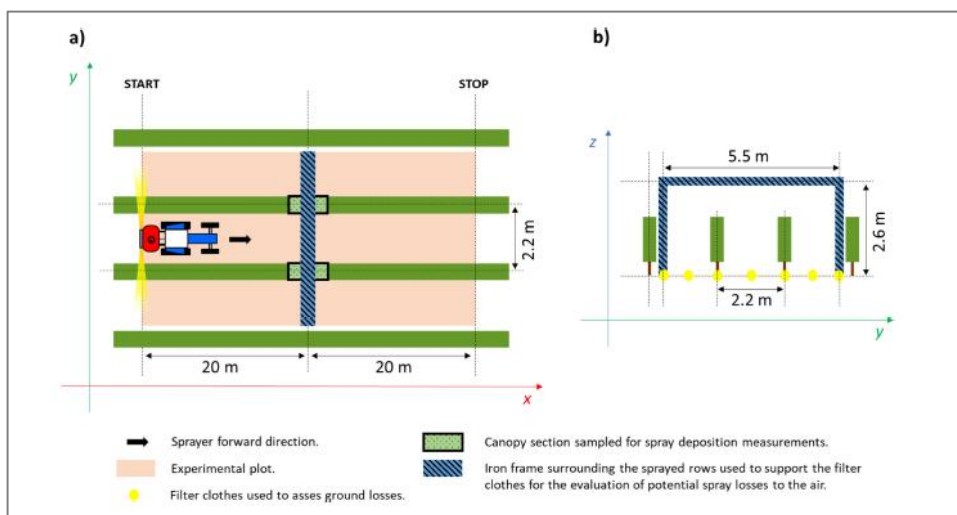 a)
b)
y
START
STOP
z
5.5 m
2.2 m
2.6 m
2.2 m
20 m
20 m
x
y
Sprayer forward direction.
Canopy section sampled for spray deposition measurements.
Experimental plot.
Iron frame surrounding the sprayed rows used to support the filter
clothes for the evaluation of potential spray losses to the air.
Filter clothes used to asses ground losses.